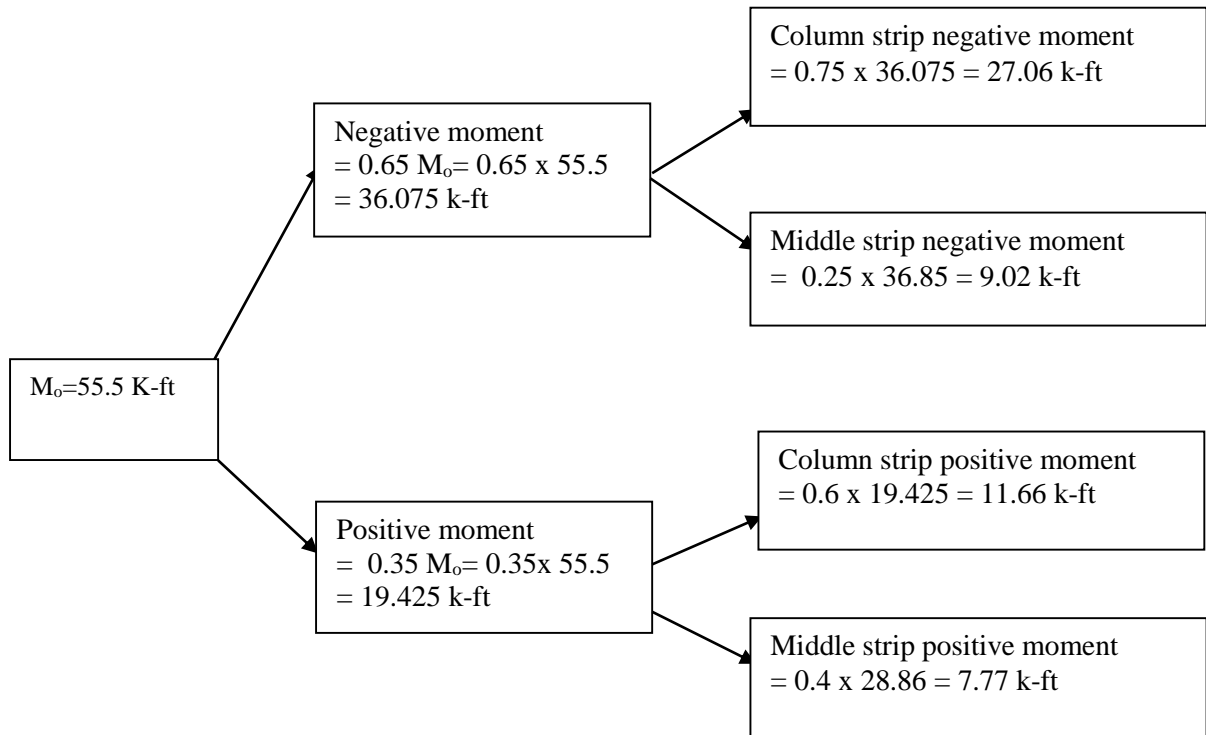 Column strip negative moment
= 0.75 x 36.075 = 27.06 k-ft
Negative moment
= 0.65 Mo= 0.65 x 55.5
= 36.075 k-ft
Middle strip negative moment
= 0.25 x 36.85 = 9.02 k-ft
Mo=55.5 K-ft
Column strip positive moment
= 0.6 x 19.425 = 11.66 k-ft
Positive moment
= 0.35 Mo= 0.35x 55.5
= 19.425 k-ft
Middle strip positive moment
= 0.4 x 28.86 = 7.77 k-ft